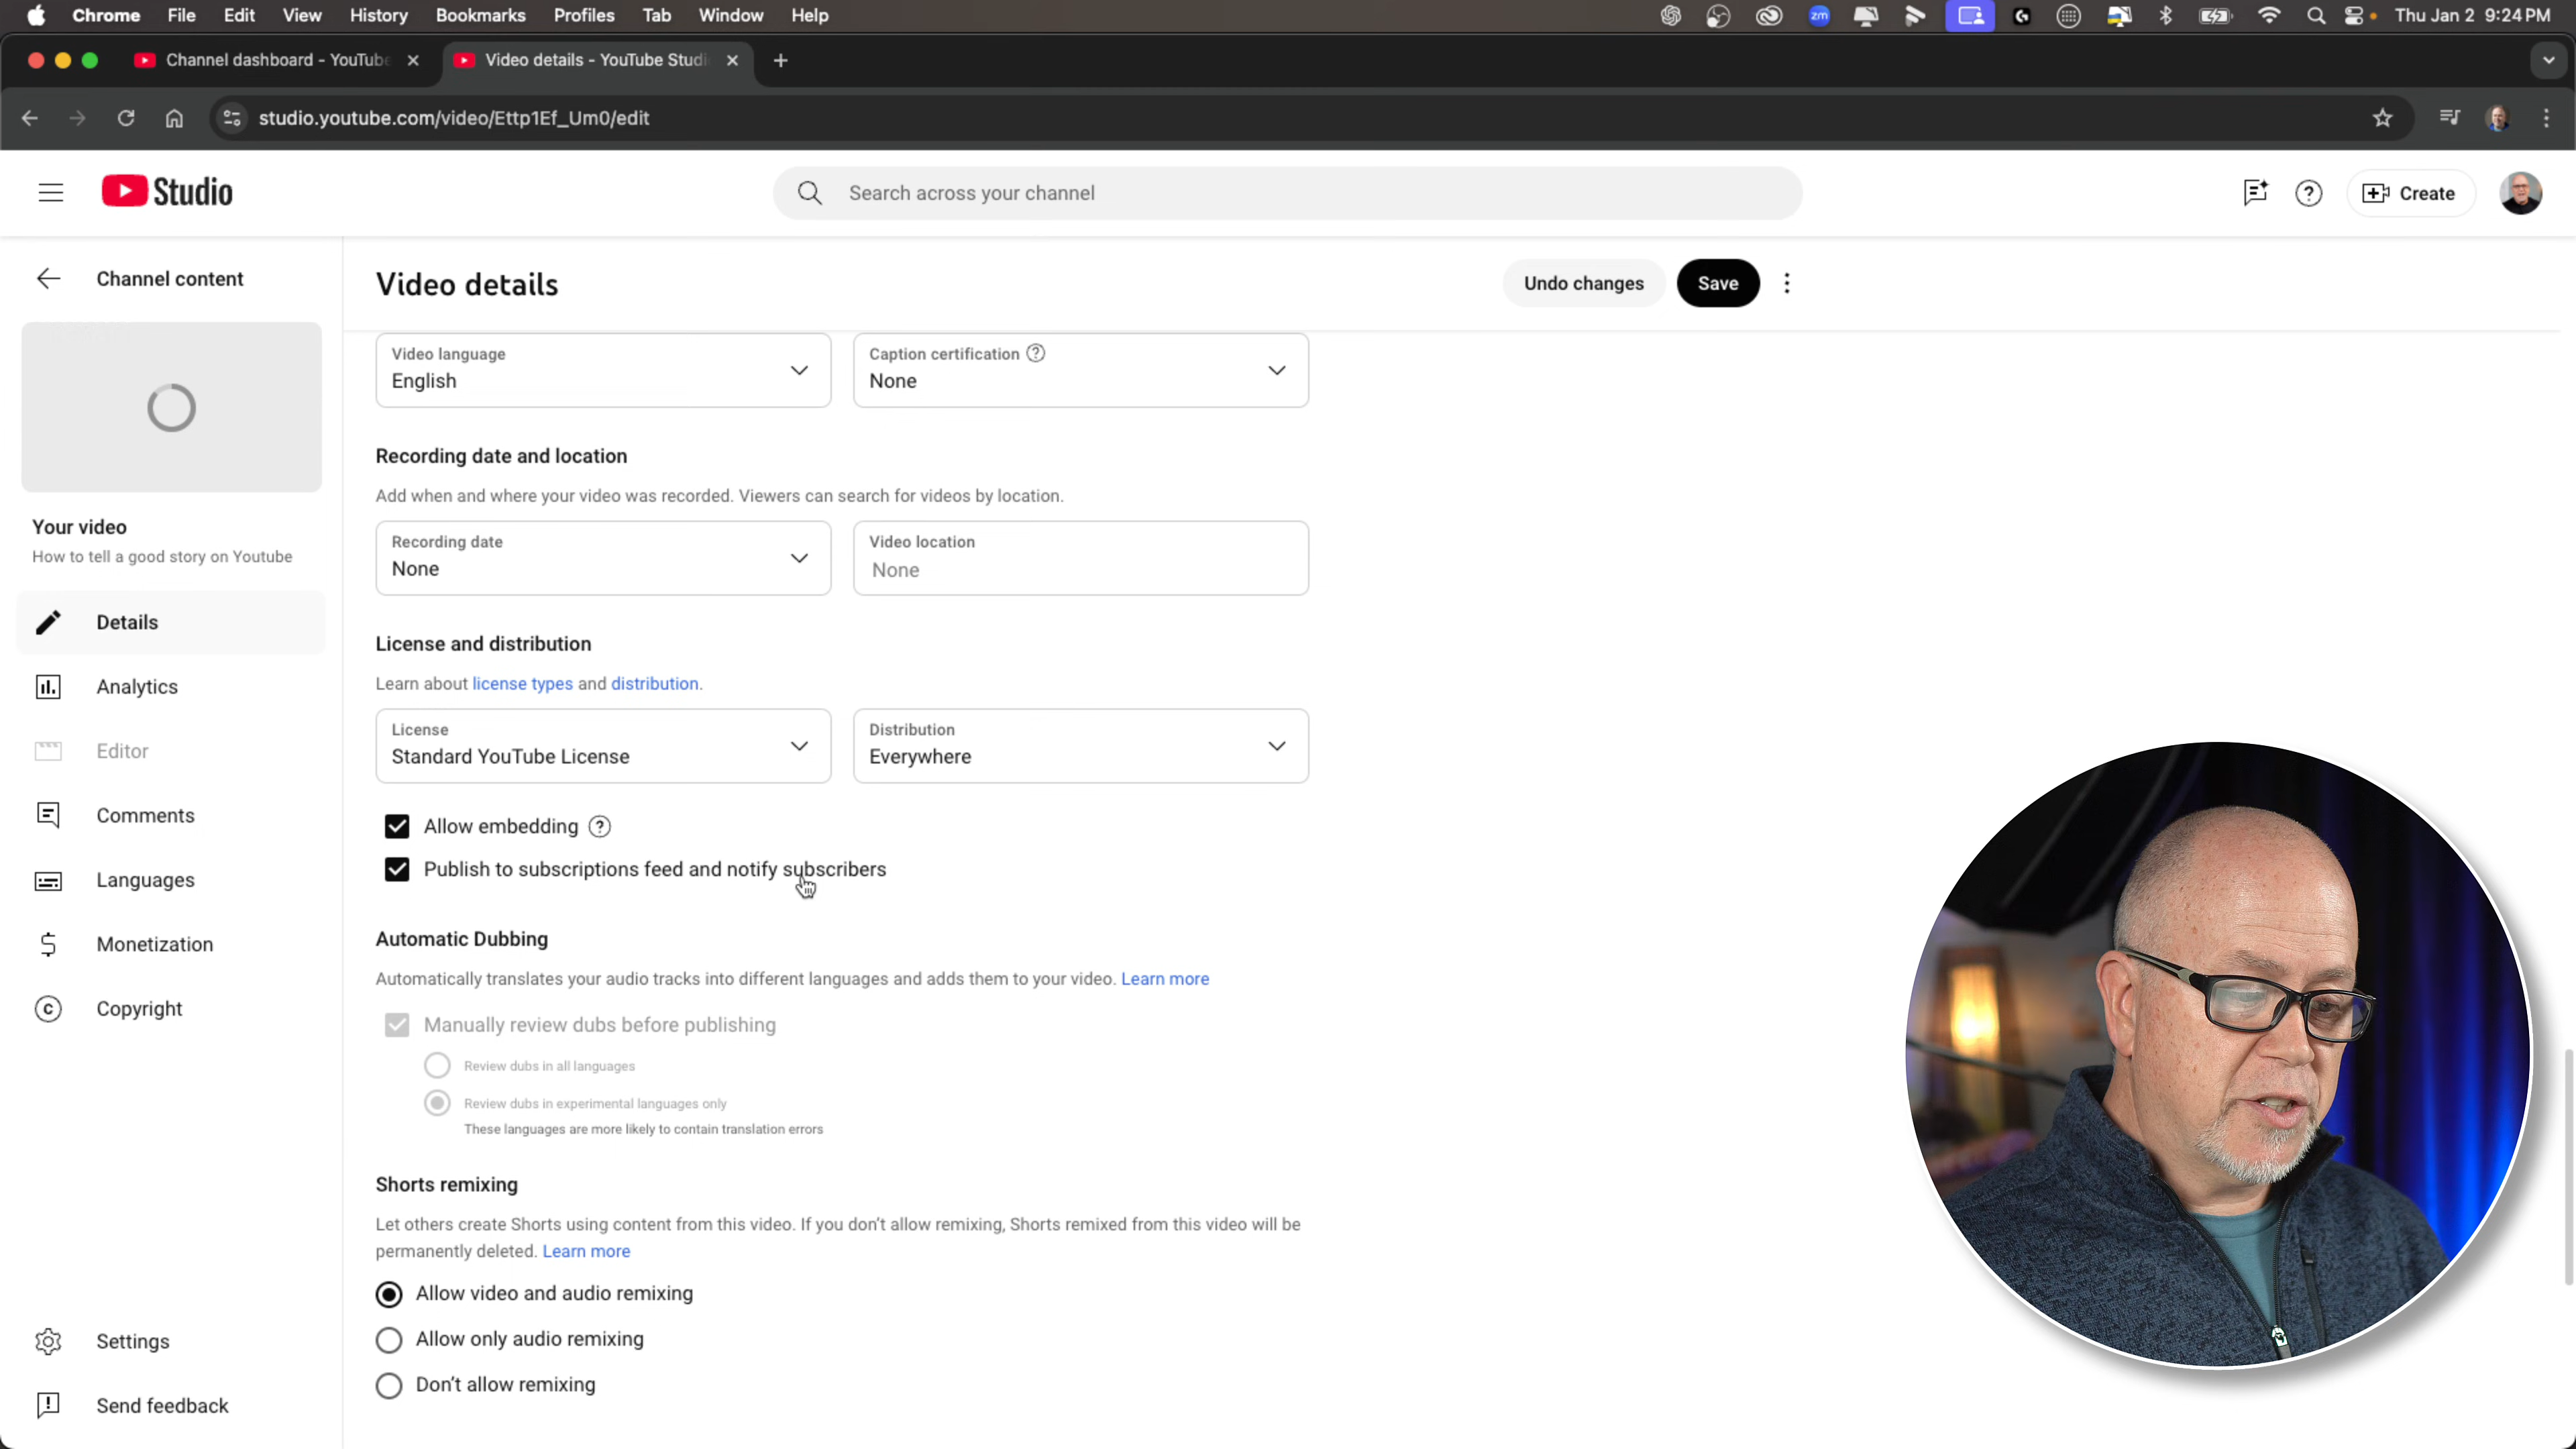 Chrome File Edit View History Bookmarks Profiles Tab Window Help
zm
Thu Jan 2 9:24 PM
Channel dashboard - YouTube
Video details - YouTube Studi
studio.youtube.com/video/Ettp1Ef_Um0/edit
Studio
Search across your channel
Create
Channel content
Your video
How to tell a good story on Youtube
Details
Analytics
Editor
Comments
Languages
Monetization
Copyright
Settings
Send feedback
Video details
Undo changes
Save
Video language
English
Caption certification
None
Recording date and location
Add when and where your video was recorded. Viewers can search for videos by location.
Recording date
None
Video location
None
License and distribution
Learn about license types and distribution.
License
Standard YouTube License
Distribution
Everywhere
Allow embedding
Publish to subscriptions feed and notify subscribers
Automatic Dubbing
Automatically translates your audio tracks into different languages and adds them to your video. Learn more
Manually review dubs before publishing
Review dubs in all languages
Review dubs in experimental languages only
These languages are more likely to contain translation errors
Shorts remixing
Let others create Shorts using content from this video. If you don't allow remixing, Shorts remixed from this video will be
permanently deleted. Learn more
Allow video and audio remixing
Allow only audio remixing
Don't allow remixing